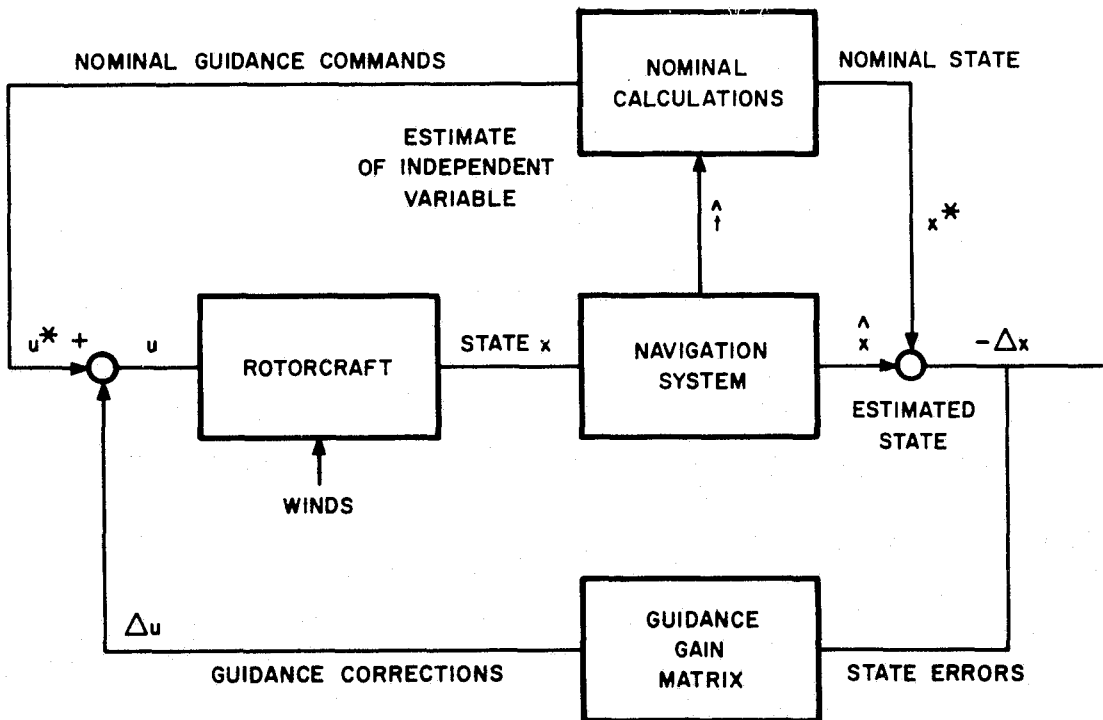 NOMINAL GUIDANCE COMMANDS
NOMINAL
CALCULATIONS
NOMINAL STATE
ESTIMATE
OF INDEPENDENT
VARIABLE
t̂
x*
u* +
u
ROTORCRAFT
STATE x
NAVIGATION
SYSTEM
x̂
-Δx
ESTIMATED
STATE
WINDS
Δu
GUIDANCE CORRECTIONS
GUIDANCE
GAIN
MATRIX
STATE ERRORS